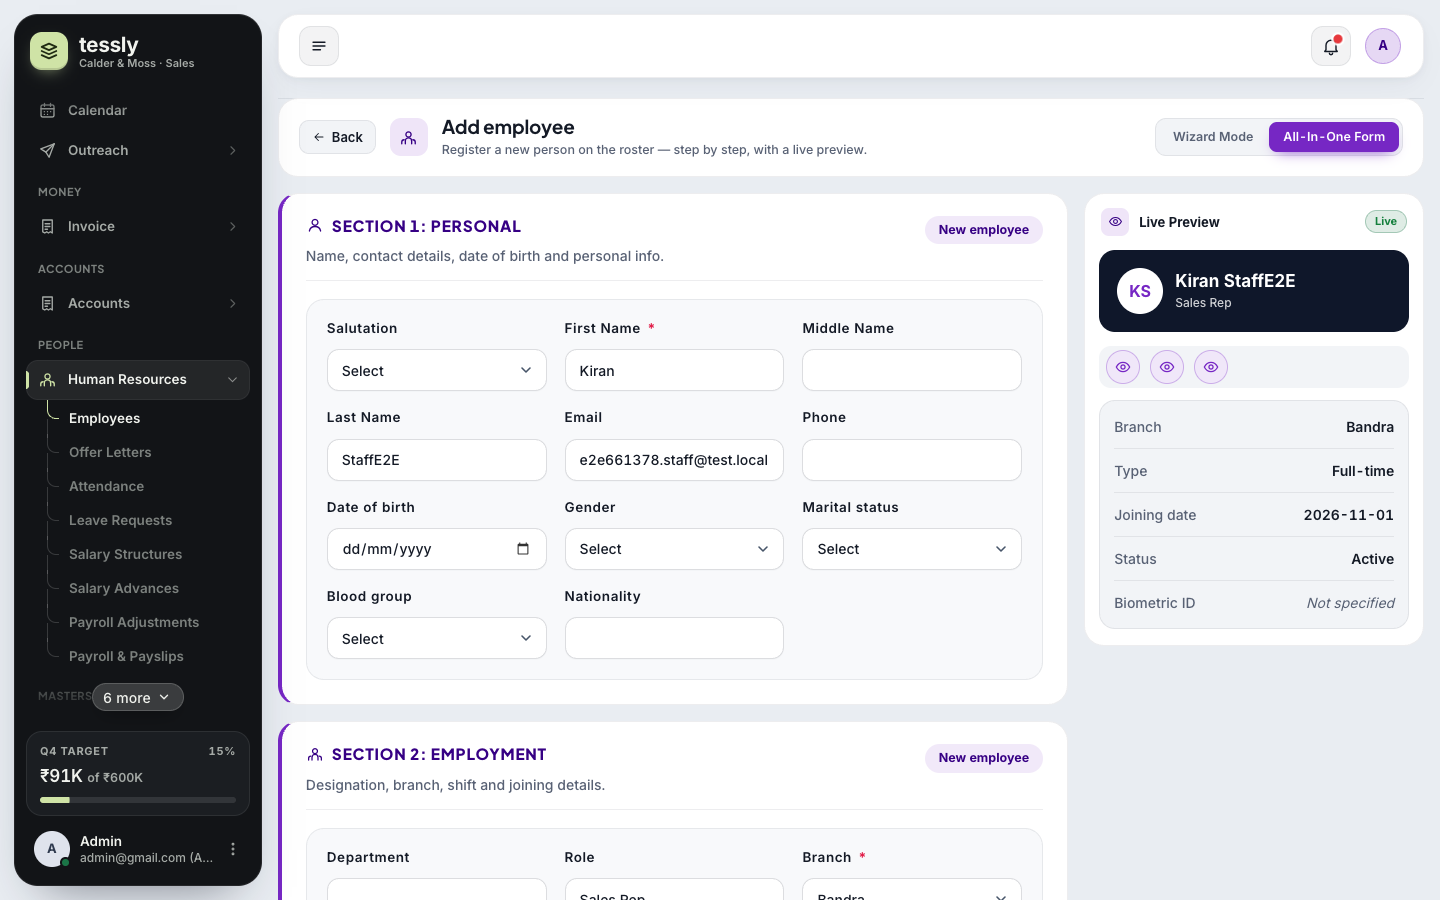 tessly
Calder & Moss · Sales
Calendar
Outreach
MONEY
Invoice
ACCOUNTS
Accounts
PEOPLE
Human Resources
Employees
Offer Letters
Attendance
Leave Requests
Salary Structures
Salary Advances
Payroll Adjustments
Payroll & Payslips
MASTERS
6 more
Q4 TARGET 15%
₹91K of ₹600K
A
Admin
admin@gmail.com (A...
A
Back
Add employee
Register a new person on the roster — step by step, with a live preview.
Wizard Mode
All-In-One Form
SECTION 1: PERSONAL
New employee
Name, contact details, date of birth and personal info.
Salutation First Name * Middle Name
Select Kiran
Last Name Email Phone
StaffE2E e2e661378.staff@test.local
Date of birth Gender Marital status
dd/mm/yyyy Select Select
Blood group Nationality
Select
SECTION 2: EMPLOYMENT
New employee
Designation, branch, shift and joining details.
Department Role Branch *
Sales Rep Bandra
Live Preview Live
KS
Kiran StaffE2E
Sales Rep
Branch Bandra
Type Full-time
Joining date 2026-11-01
Status Active
Biometric ID Not specified